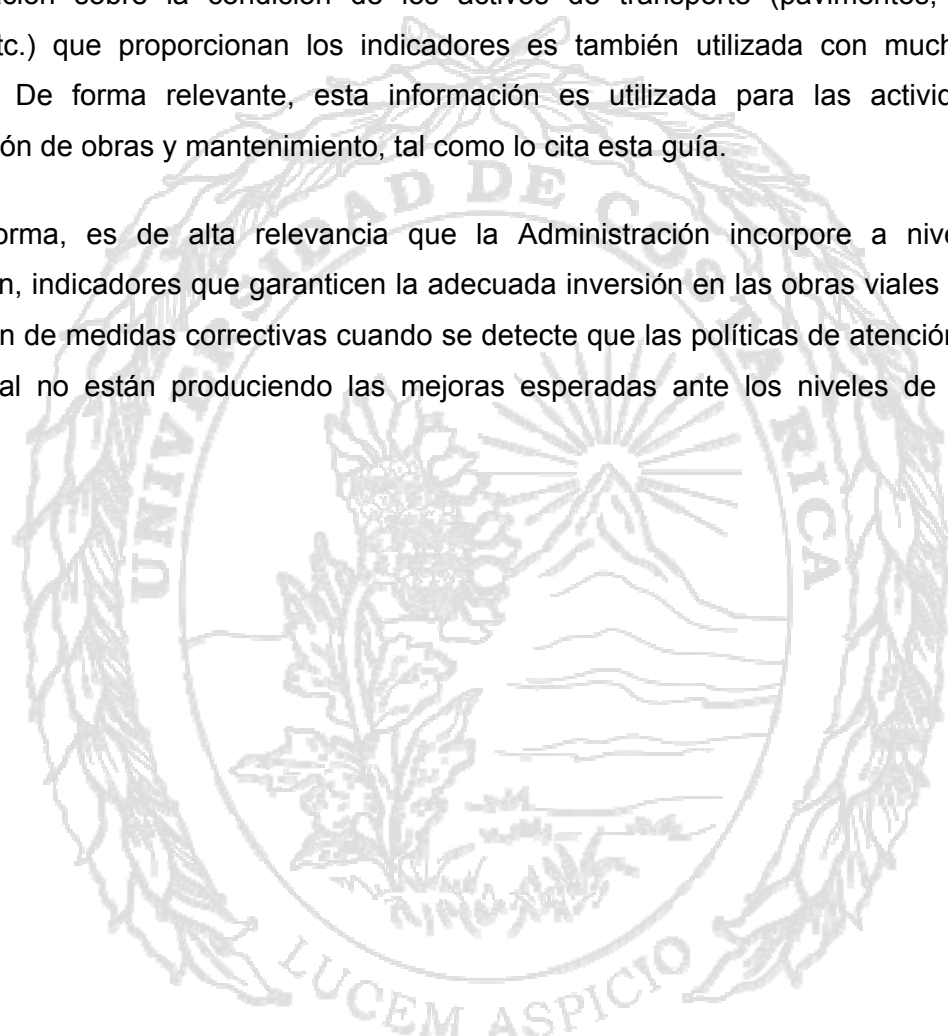 ación sobre la condición de los activos de transporte (pavimentos,
tc.) que proporcionan los indicadores es también utilizada con much
De forma relevante, esta información es utilizada para las activid
ón de obras y mantenimiento, tal como lo cita esta guía.
orma, es de alta relevancia que la Administración incorpore a nive
n, indicadores que garanticen la adecuada inversión en las obras viales
n de medidas correctivas cuando se detecte que las políticas de atención
al no están produciendo las mejoras esperadas ante los niveles de
UNIVERSIDAD DE COSTA RICA
LUCEM ASPICIO